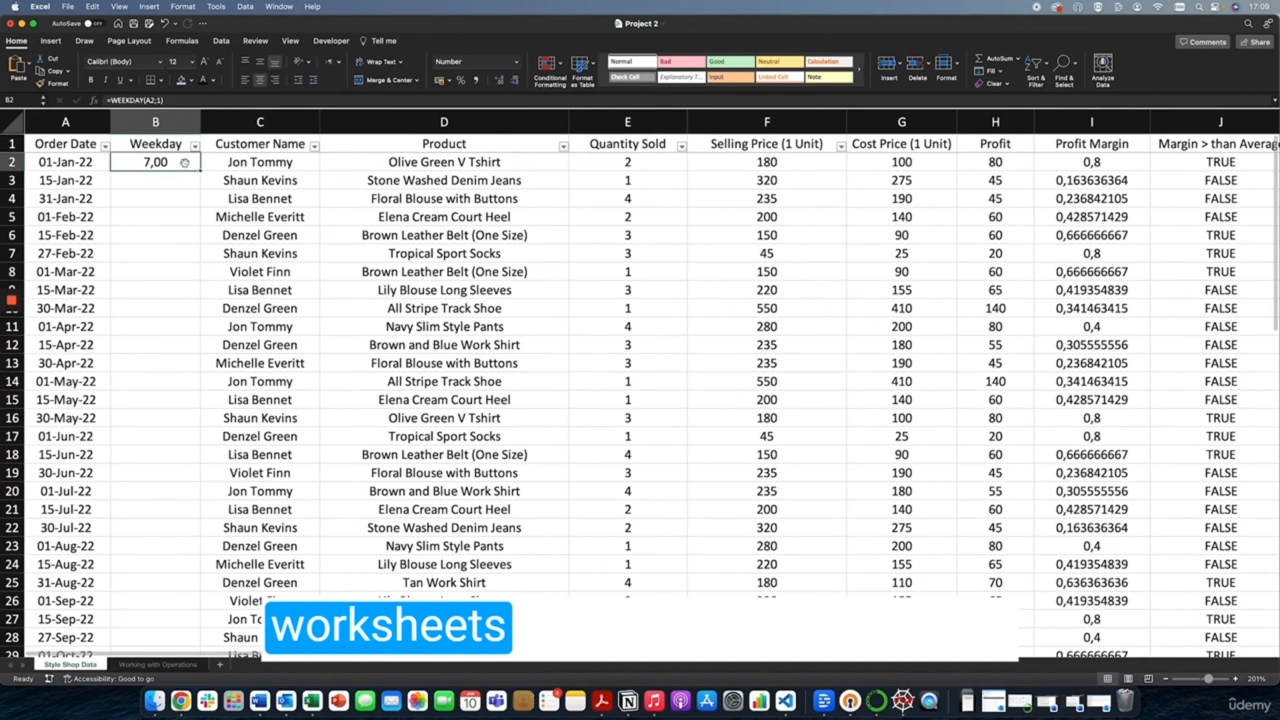 Excel File Edit View Insert Format Tools Data Window Help 17:09
AutoSave OFF Project 2
Home Insert Draw Page Layout Formulas Data Review View Developer Tell me Comments Share
Paste Cut Copy Format Calibri (Body) 12 Wrap Text Merge & Center Number Conditional Formatting Format as Table Normal Bad Good Neutral Calculation Check Cell Explanatory T... Input Linked Cell Note Insert Delete Format AutoSum Fill Clear Sort & Filter Find & Select Analyze Data
B2 fx =WEEKDAY(A2;1)
A B C D E F G H I J
1 Order Date Weekday Customer Name Product Quantity Sold Selling Price (1 Unit) Cost Price (1 Unit) Profit Profit Margin Margin > than Average
2 01-Jan-22 7,00 Jon Tommy Olive Green V Tshirt 2 180 100 80 0,8 TRUE
3 15-Jan-22 Shaun Kevins Stone Washed Denim Jeans 1 320 275 45 0,163636364 FALSE
4 31-Jan-22 Lisa Bennet Floral Blouse with Buttons 4 235 190 45 0,236842105 FALSE
5 01-Feb-22 Michelle Everitt Elena Cream Court Heel 2 200 140 60 0,428571429 FALSE
6 15-Feb-22 Denzel Green Brown Leather Belt (One Size) 3 150 90 60 0,666666667 TRUE
7 27-Feb-22 Shaun Kevins Tropical Sport Socks 3 45 25 20 0,8 TRUE
8 01-Mar-22 Violet Finn Brown Leather Belt (One Size) 1 150 90 60 0,666666667 TRUE
15-Mar-22 Lisa Bennet Lily Blouse Long Sleeves 3 220 155 65 0,419354839 FALSE
30-Mar-22 Denzel Green All Stripe Track Shoe 1 550 410 140 0,341463415 FALSE
11 01-Apr-22 Jon Tommy Navy Slim Style Pants 4 280 200 80 0,4 FALSE
12 15-Apr-22 Denzel Green Brown and Blue Work Shirt 3 235 180 55 0,305555556 FALSE
13 30-Apr-22 Michelle Everitt Floral Blouse with Buttons 3 235 190 45 0,236842105 FALSE
14 01-May-22 Jon Tommy All Stripe Track Shoe 1 550 410 140 0,341463415 FALSE
15 15-May-22 Lisa Bennet Elena Cream Court Heel 1 200 140 60 0,428571429 FALSE
16 30-May-22 Shaun Kevins Olive Green V Tshirt 3 180 100 80 0,8 TRUE
17 01-Jun-22 Denzel Green Tropical Sport Socks 1 45 25 20 0,8 TRUE
18 15-Jun-22 Lisa Bennet Brown Leather Belt (One Size) 4 150 90 60 0,666666667 TRUE
19 30-Jun-22 Violet Finn Floral Blouse with Buttons 3 235 190 45 0,236842105 FALSE
20 01-Jul-22 Jon Tommy Brown and Blue Work Shirt 4 235 180 55 0,305555556 FALSE
21 15-Jul-22 Lisa Bennet Elena Cream Court Heel 2 200 140 60 0,428571429 FALSE
22 30-Jul-22 Shaun Kevins Stone Washed Denim Jeans 2 320 275 45 0,163636364 FALSE
23 01-Aug-22 Denzel Green Navy Slim Style Pants 1 280 200 80 0,4 FALSE
24 15-Aug-22 Michelle Everitt Lily Blouse Long Sleeves 1 220 155 65 0,419354839 FALSE
25 31-Aug-22 Denzel Green Tan Work Shirt 4 180 110 70 0,636363636 TRUE
26 01-Sep-22 Viole 0,419354839 FALSE
27 15-Sep-22 Jon To 0,8 TRUE
28 27-Sep-22 Shaun 0,4 FALSE
29 01-Oct-22 0,666666667 TRUE
worksheets
Style Shop Data Working with Operations +
Ready Accessibility: Good to go 201%
udemy